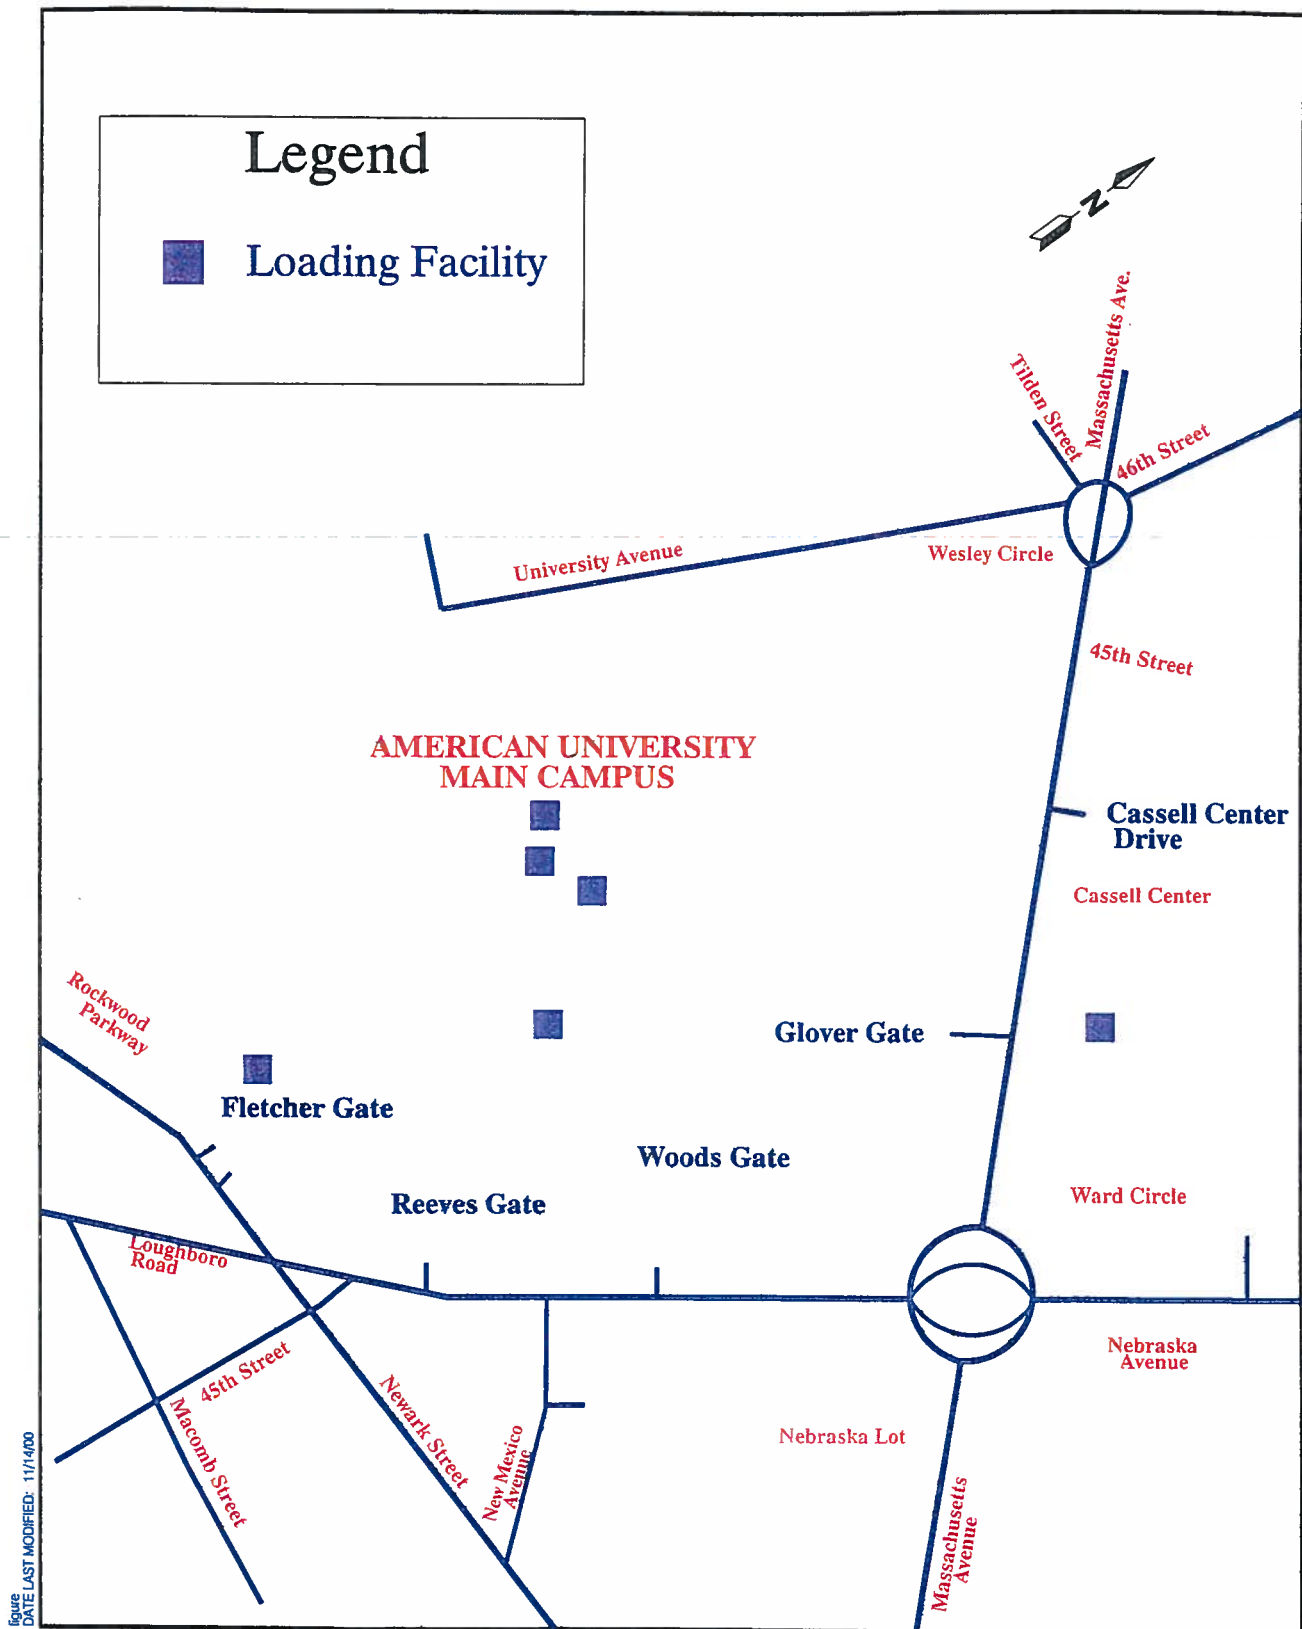 Legend
Loading Facility
N
Massachusetts Ave.
Tilden Street
46th Street
University Avenue
Wesley Circle
45th Street
AMERICAN UNIVERSITY
MAIN CAMPUS
Cassell Center
Drive
Cassell Center
Rockwood
Parkway
Glover Gate
Fletcher Gate
Woods Gate
Reeves Gate
Ward Circle
Loughboro
Road
Nebraska
Avenue
45th Street
Macomb Street
Newark Street
New Mexico
Avenue
Nebraska Lot
Massachusetts
Avenue
figure
DATE LAST MODIFIED: 11/14/00